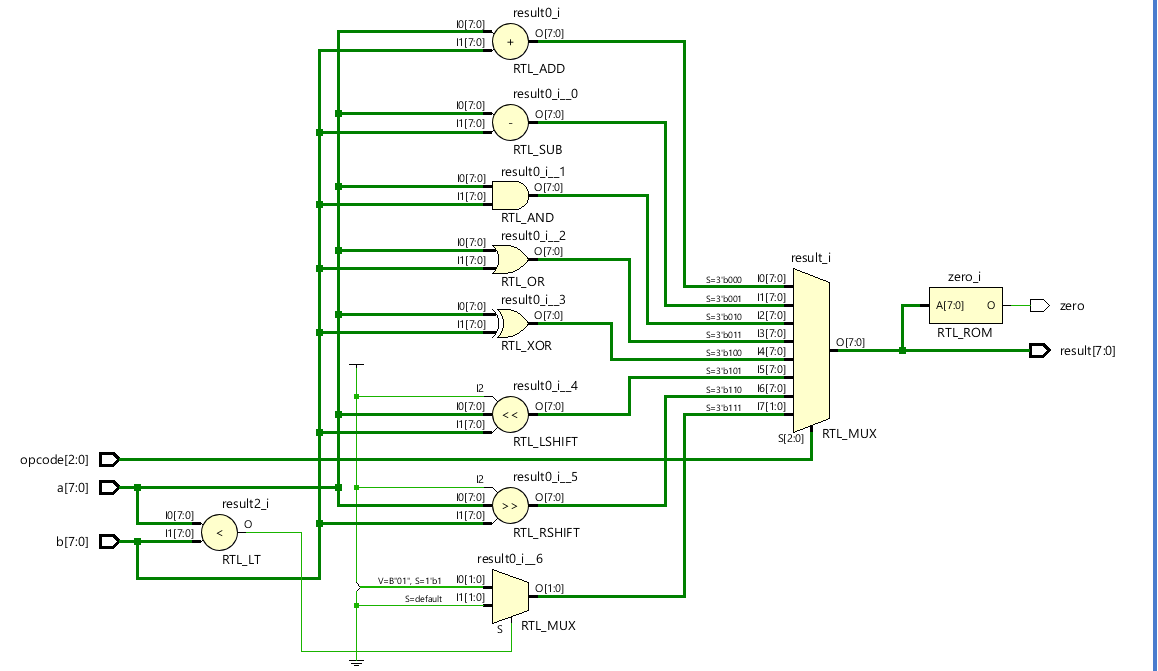 result0_i
I0[7:0]
I1[7:0]
+
O[7:0]
RTL_ADD
result0_i__0
I0[7:0]
I1[7:0]
-
O[7:0]
RTL_SUB
result0_i__1
I0[7:0]
I1[7:0]
O[7:0]
RTL_AND
result0_i__2
I0[7:0]
I1[7:0]
O[7:0]
RTL_OR
result0_i__3
I0[7:0]
I1[7:0]
O[7:0]
RTL_XOR
result0_i__4
I2
I0[7:0]
I1[7:0]
<<
O[7:0]
RTL_LSHIFT
opcode[2:0]
a[7:0]
b[7:0]
result2_i
I0[7:0]
I1[7:0]
<
O
RTL_LT
result0_i__5
I2
I0[7:0]
I1[7:0]
>>
O[7:0]
RTL_RSHIFT
result0_i__6
V=B"01", S=1'b1 I0[1:0]
S=default I1[1:0]
O[1:0]
S
RTL_MUX
result_i
S=3'b000 I0[7:0]
S=3'b001 I1[7:0]
S=3'b010 I2[7:0]
S=3'b011 I3[7:0]
S=3'b100 I4[7:0]
S=3'b101 I5[7:0]
S=3'b110 I6[7:0]
S=3'b111 I7[1:0]
O[7:0]
S[2:0]
RTL_MUX
zero_i
A[7:0] O
RTL_ROM
zero
result[7:0]